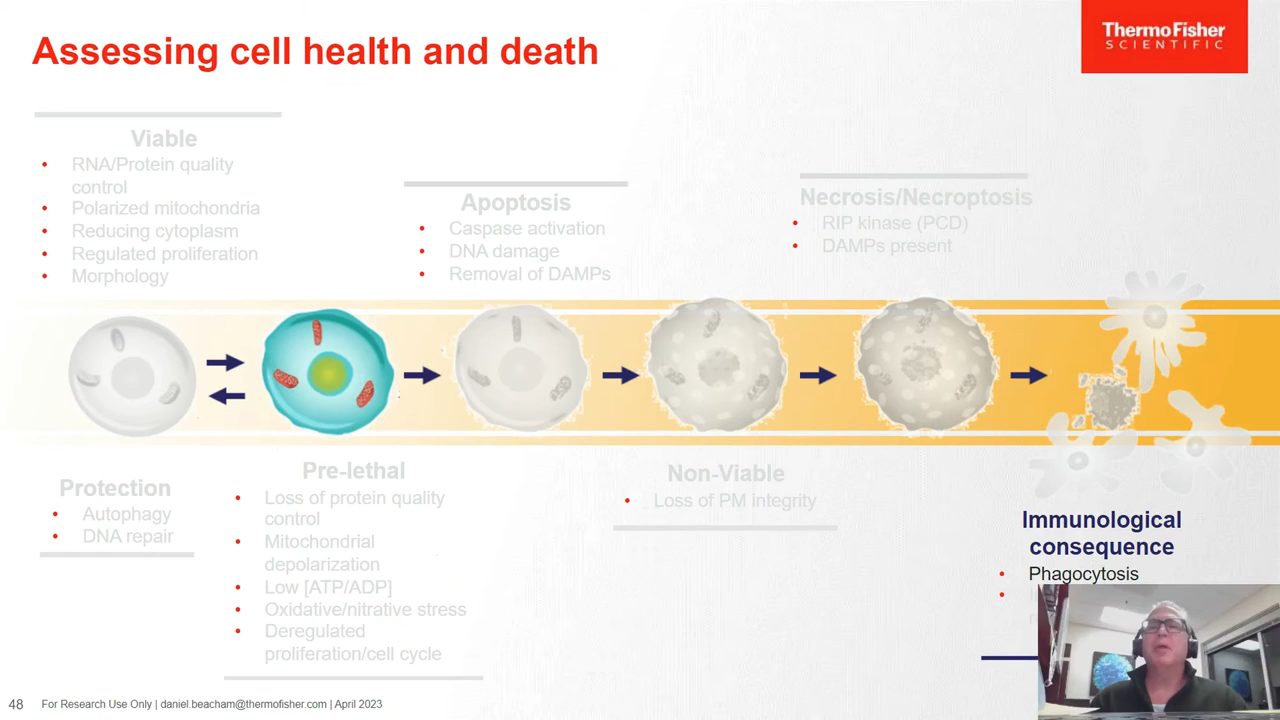 Assessing cell health and death
ThermoFisher
SCIENTIFIC
Viable
• RNA/Protein quality
control
• Polarized mitochondria
• Reducing cytoplasm
• Regulated proliferation
• Morphology
Apoptosis
• Caspase activation
• DNA damage
• Removal of DAMPs
Necrosis/Necroptosis
• RIP kinase (PCD)
• DAMPs present
Protection
• Autophagy
• DNA repair
Pre-lethal
• Loss of protein quality
control
• Mitochondrial
depolarization
• Low [ATP/ADP]
• Oxidative/nitrative stress
• Deregulated
proliferation/cell cycle
Non-Viable
• Loss of PM integrity
Immunological
consequence
• Phagocytosis
48 For Research Use Only | daniel.beacham@thermofisher.com | April 2023